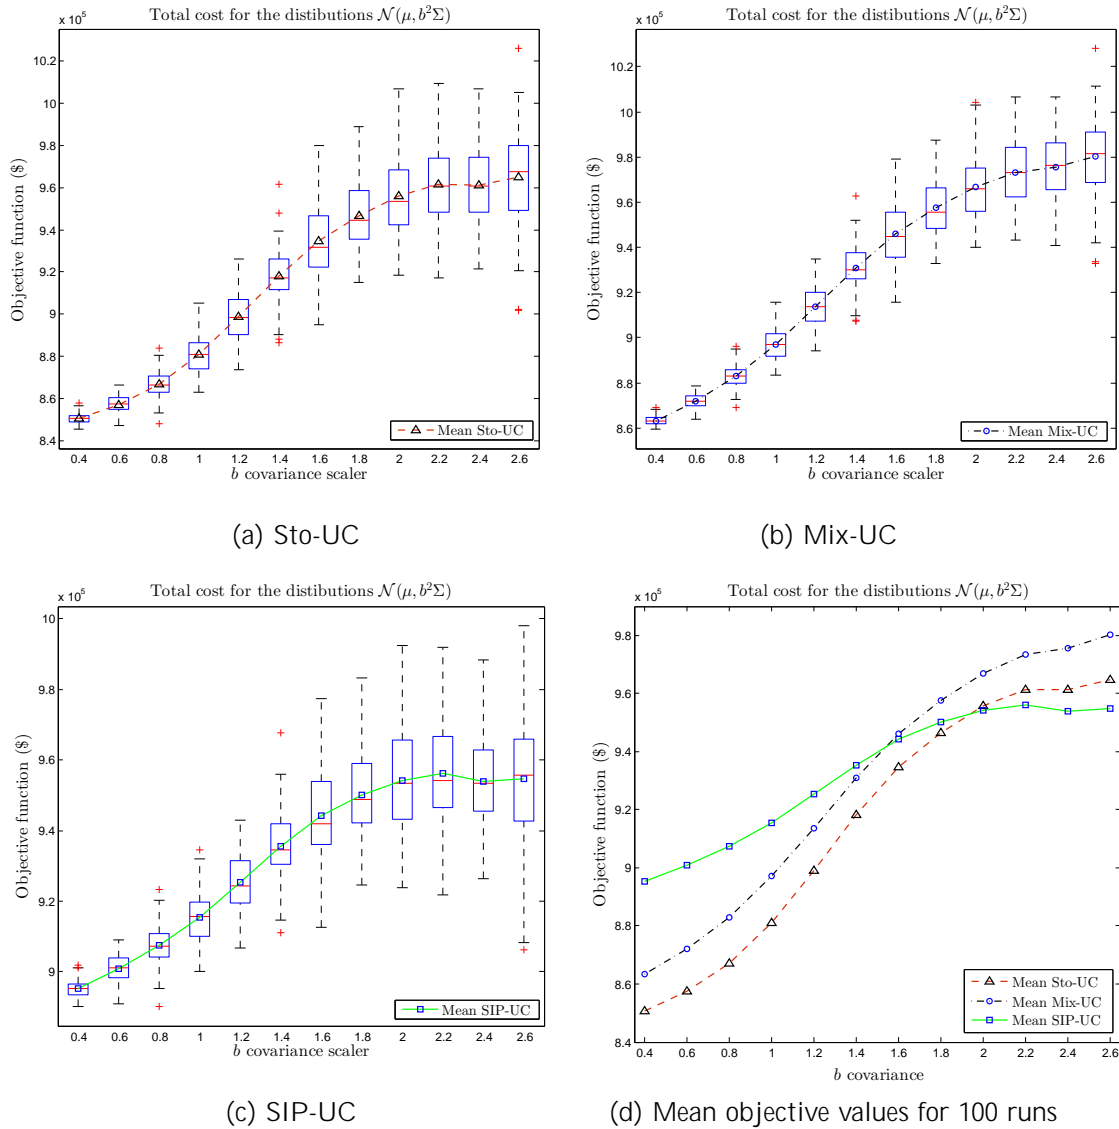 Total cost for the distibutions N(μ, b²Σ)
x 10⁵
10.2
10
9.8
9.6
9.4
9.2
9
8.8
8.6
8.4
Objective function ($)
Mean Sto-UC
0.4 0.6 0.8 1 1.2 1.4 1.6 1.8 2 2.2 2.4 2.6
b covariance scaler
(a) Sto-UC
Total cost for the distibutions N(μ, b²Σ)
x 10⁵
10.2
10
9.8
9.6
9.4
9.2
9
8.8
8.6
Objective function ($)
Mean Mix-UC
0.4 0.6 0.8 1 1.2 1.4 1.6 1.8 2 2.2 2.4 2.6
b covariance scaler
(b) Mix-UC
Total cost for the distibutions N(μ, b²Σ)
x 10⁵
10
9.8
9.6
9.4
9.2
9
Objective function ($)
Mean SIP-UC
0.4 0.6 0.8 1 1.2 1.4 1.6 1.8 2 2.2 2.4 2.6
b covariance scaler
(c) SIP-UC
Total cost for the distibutions N(μ, b²Σ)
x 10⁵
9.8
9.6
9.4
9.2
9
8.8
8.6
8.4
Objective function ($)
Mean Sto-UC
Mean Mix-UC
Mean SIP-UC
0.4 0.6 0.8 1 1.2 1.4 1.6 1.8 2 2.2 2.4 2.6
b covariance
(d) Mean objective values for 100 runs